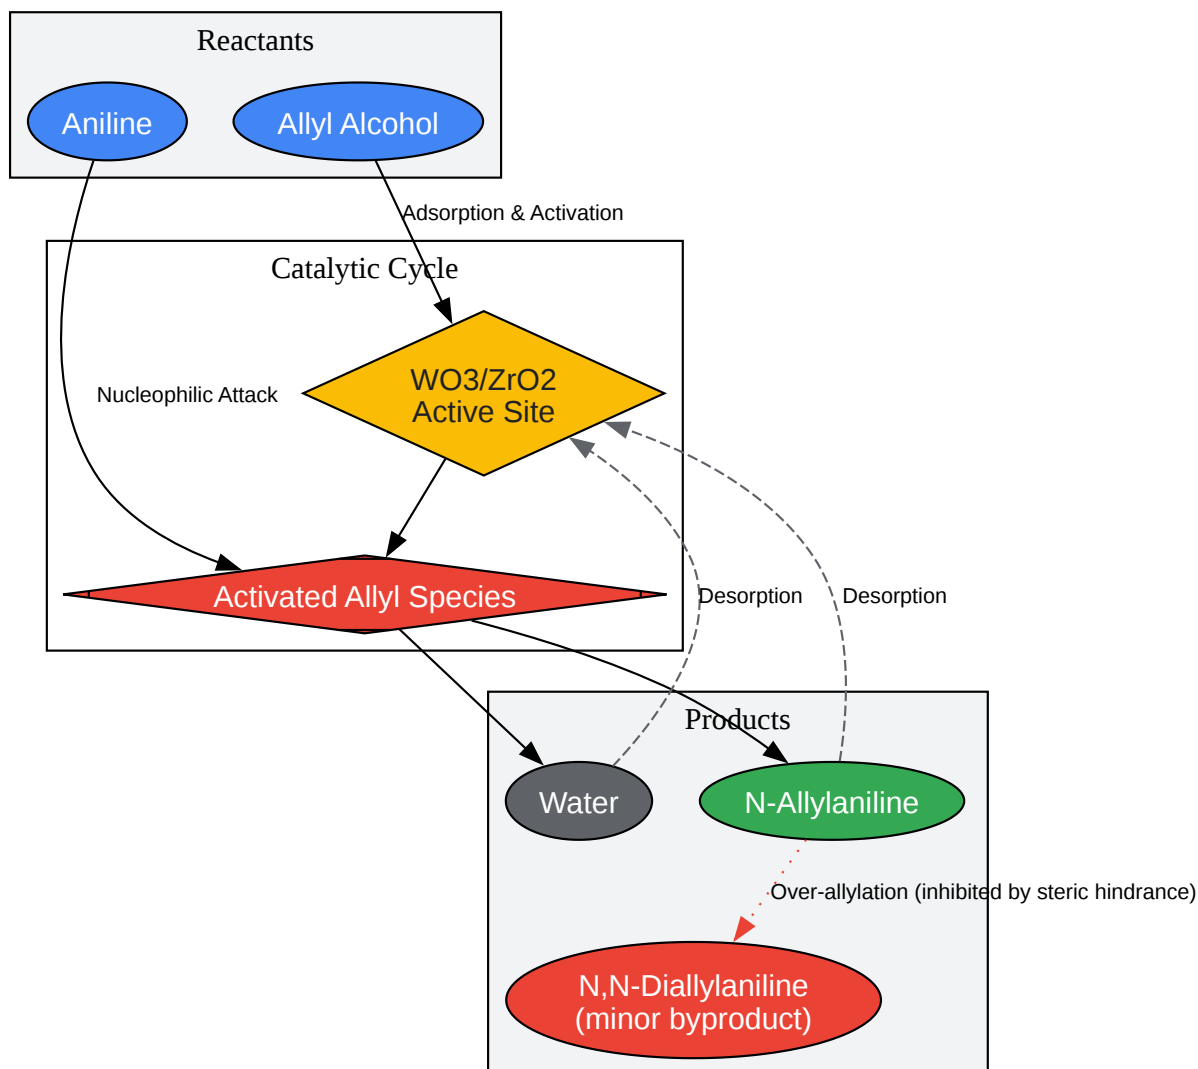 Reactants
Aniline
Allyl Alcohol
Adsorption & Activation
Catalytic Cycle
WO3/ZrO2
Active Site
Nucleophilic Attack
Activated Allyl Species
Desorption
Desorption
Products
Water
N-Allylaniline
Over-allylation (inhibited by steric hindrance)
N,N-Diallylaniline
(minor byproduct)